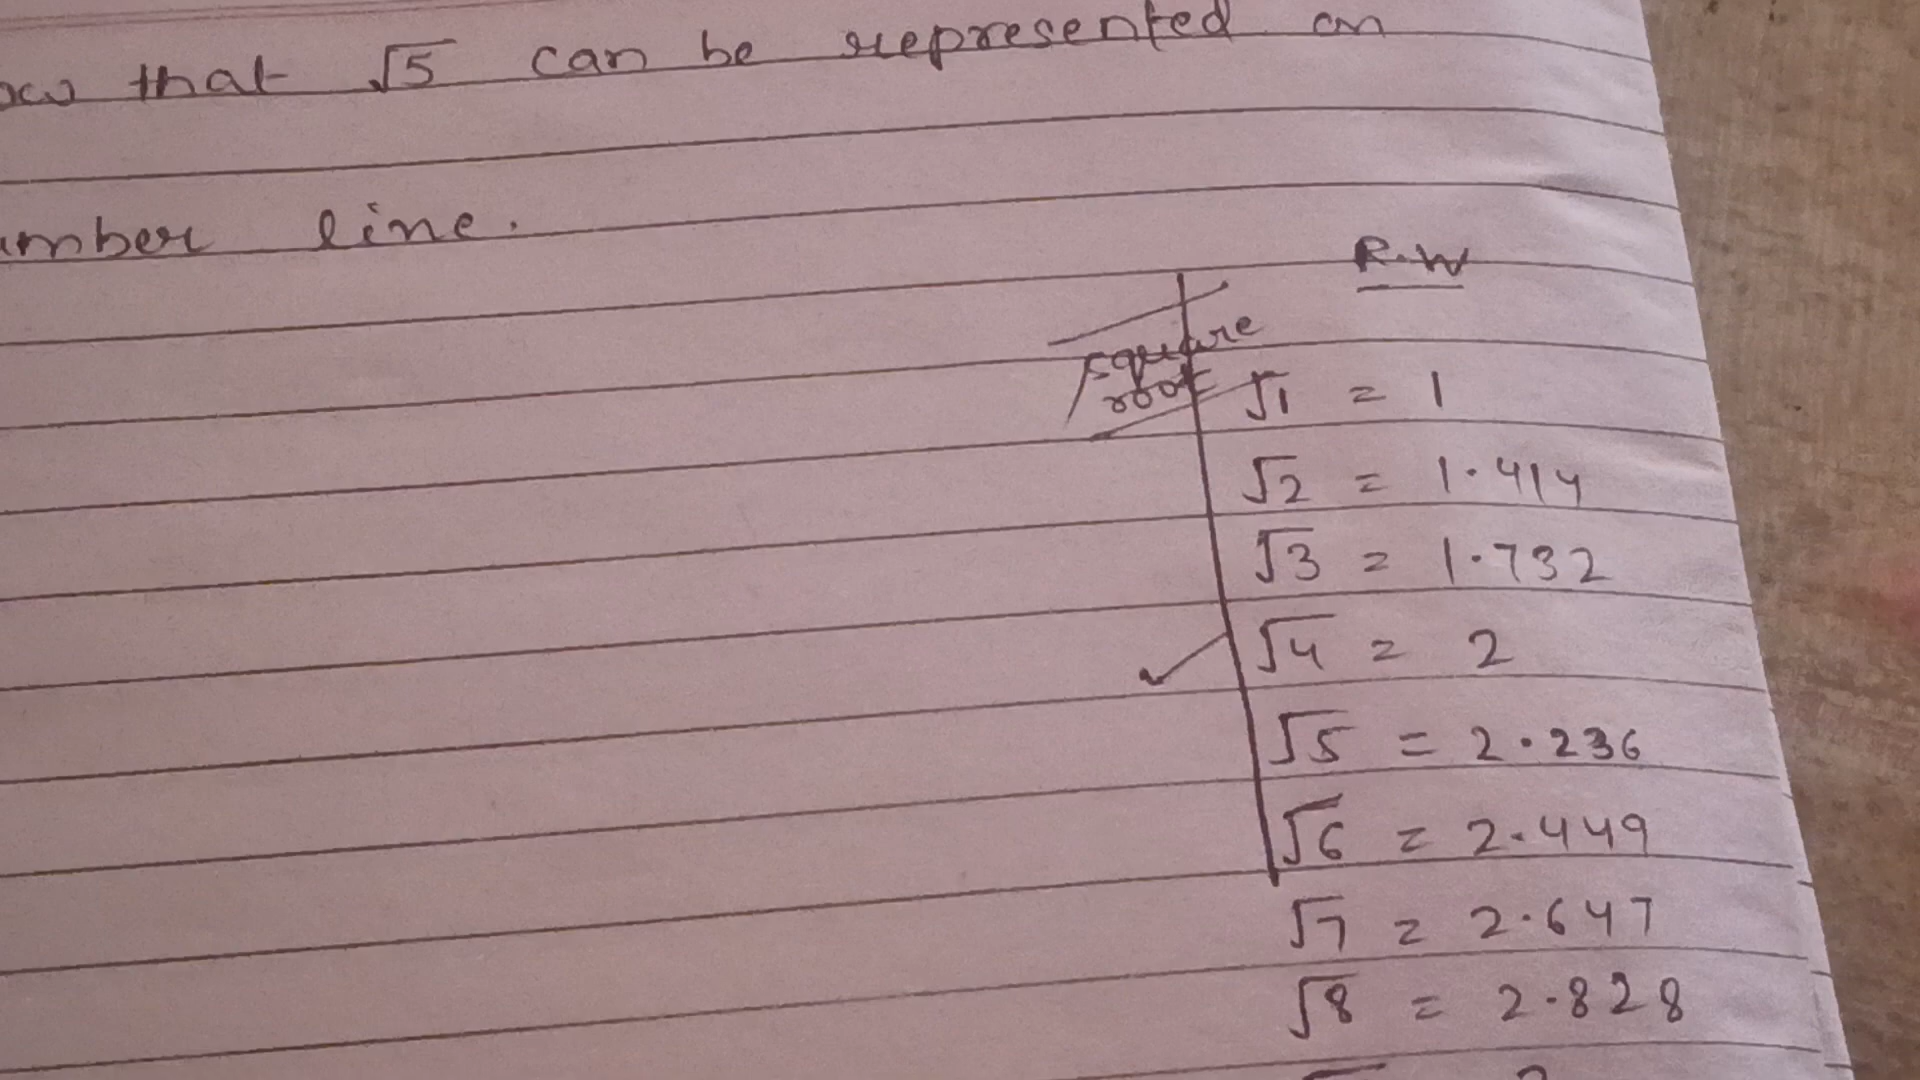 that √5 can be represented on
line.
R.W
square
root
√1 = 1
√2 = 1.414
√3 = 1.732
√4 = 2
√5 = 2.236
√6 = 2.449
√7 = 2.647
√8 = 2.828